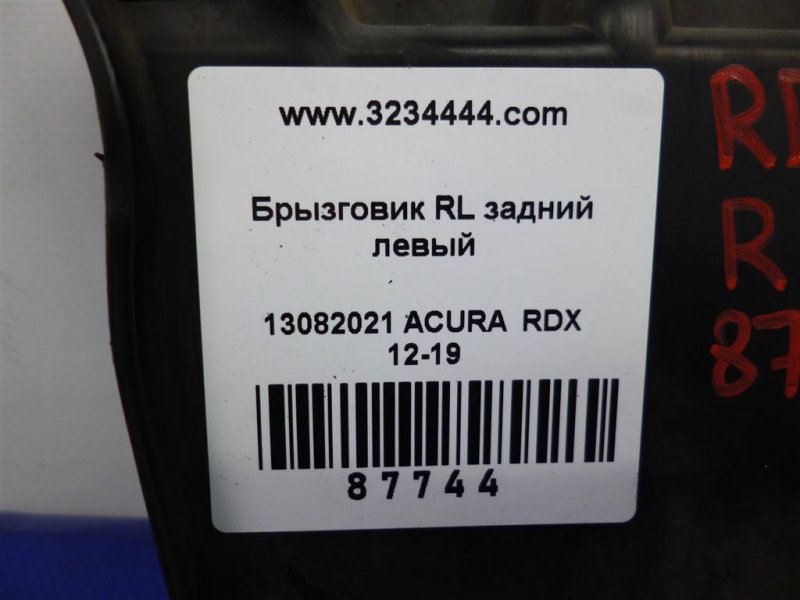 www.3234444.com
Брызговик RL задний
левый
13082021 ACURA RDX
12-19
87744
R